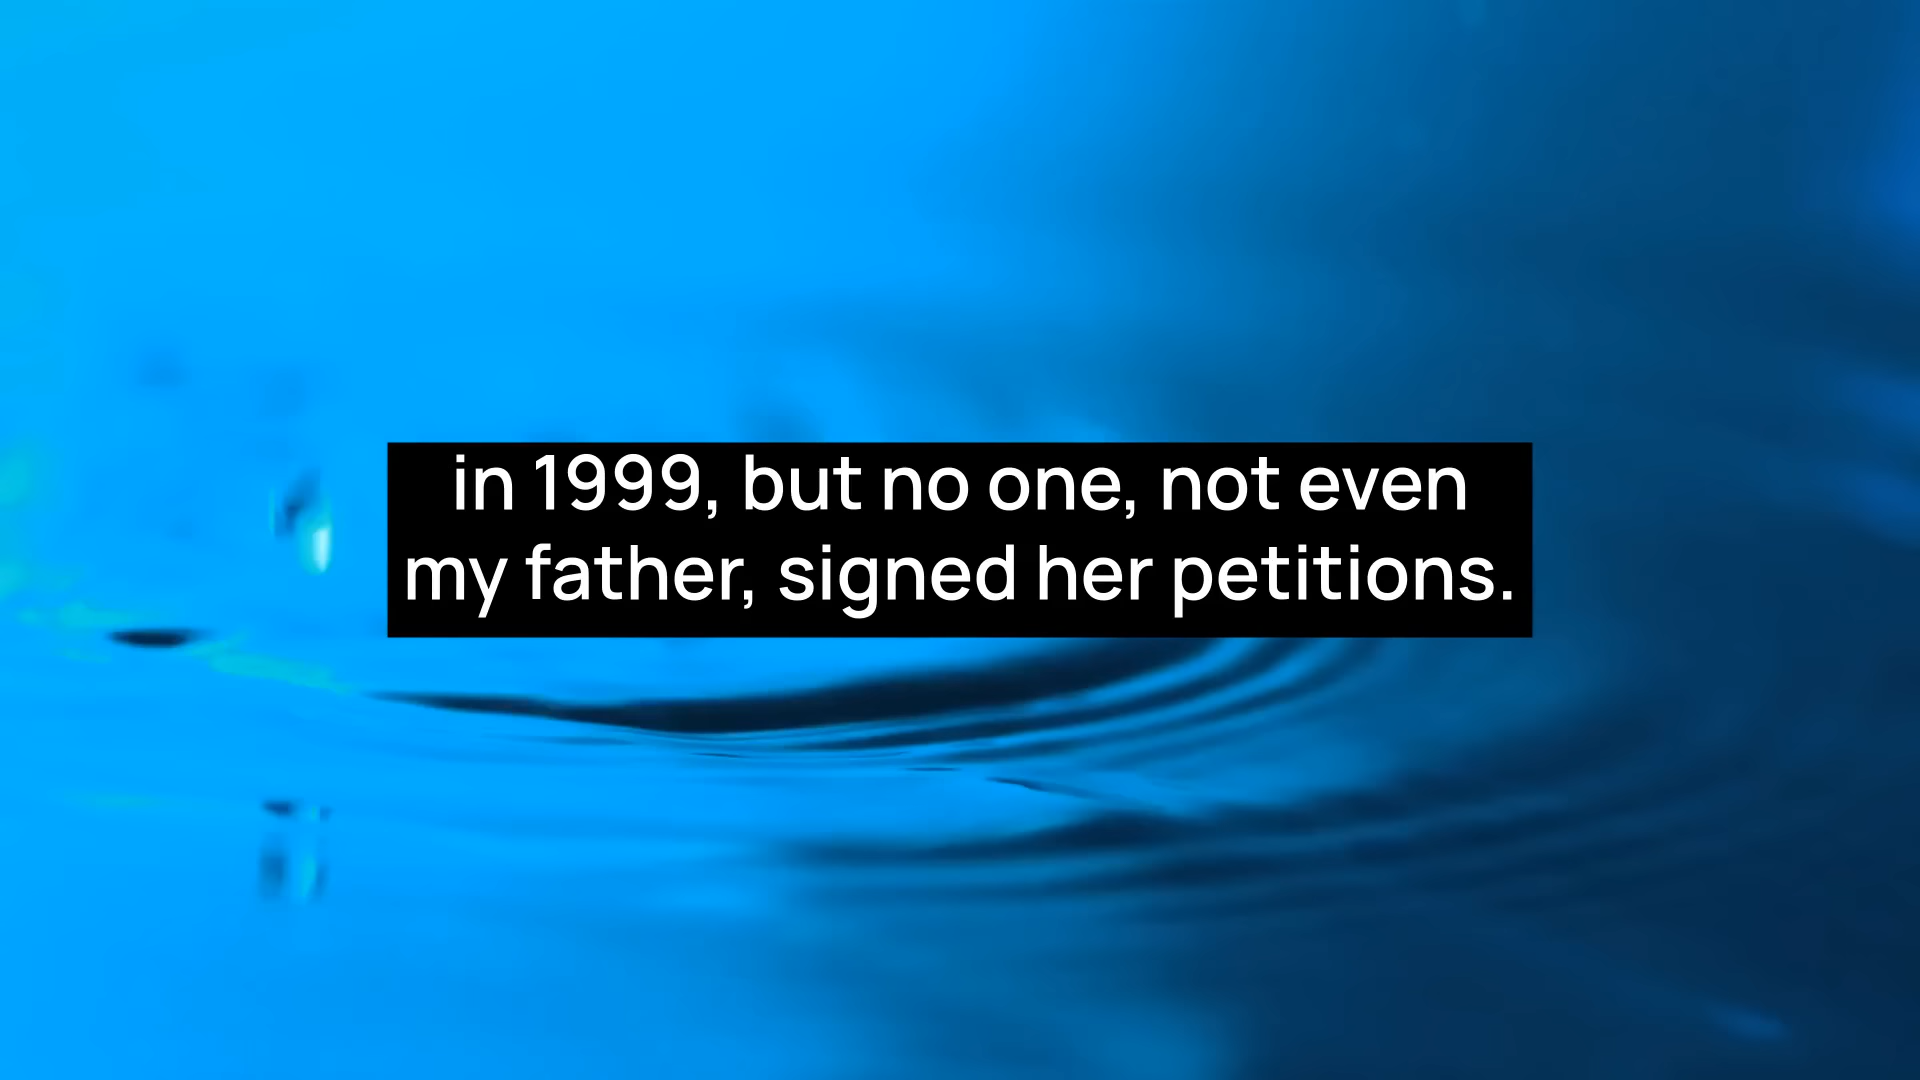 in 1999, but no one, not even
my father, signed her petitions.